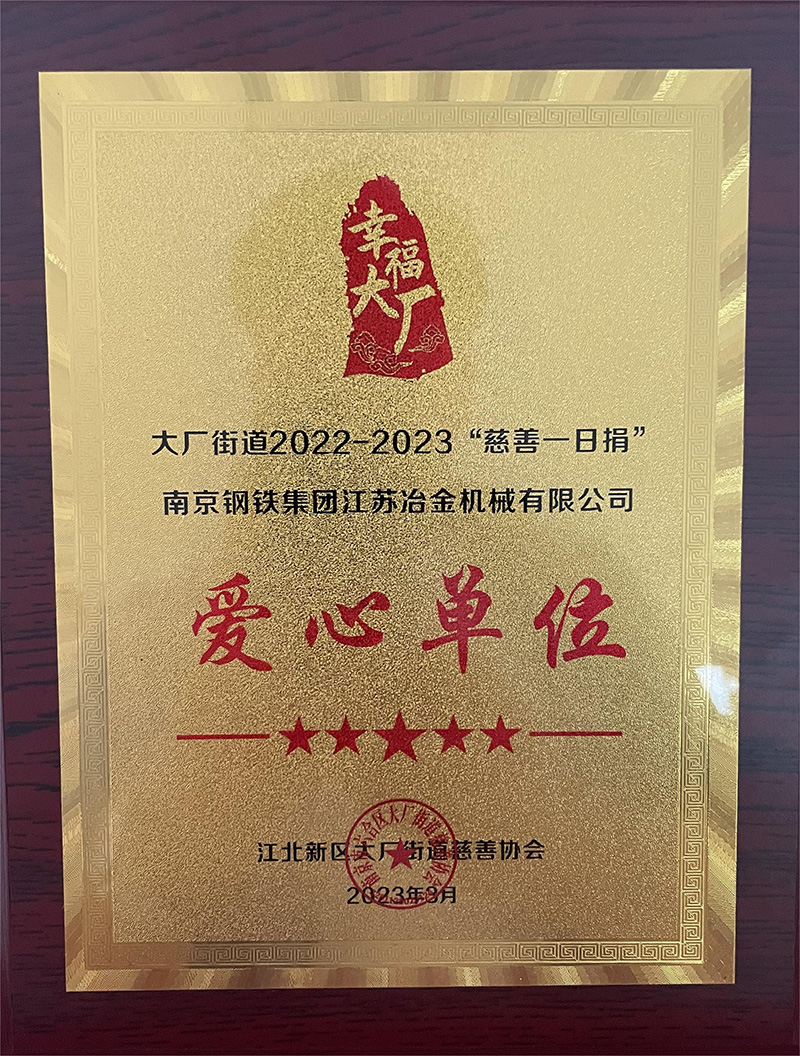 幸福
大厂
大厂街道2022-2023“慈善一日捐”
南京钢铁集团江苏冶金机械有限公司
爱心单位
江北新区大厂街道慈善协会
2023年3月